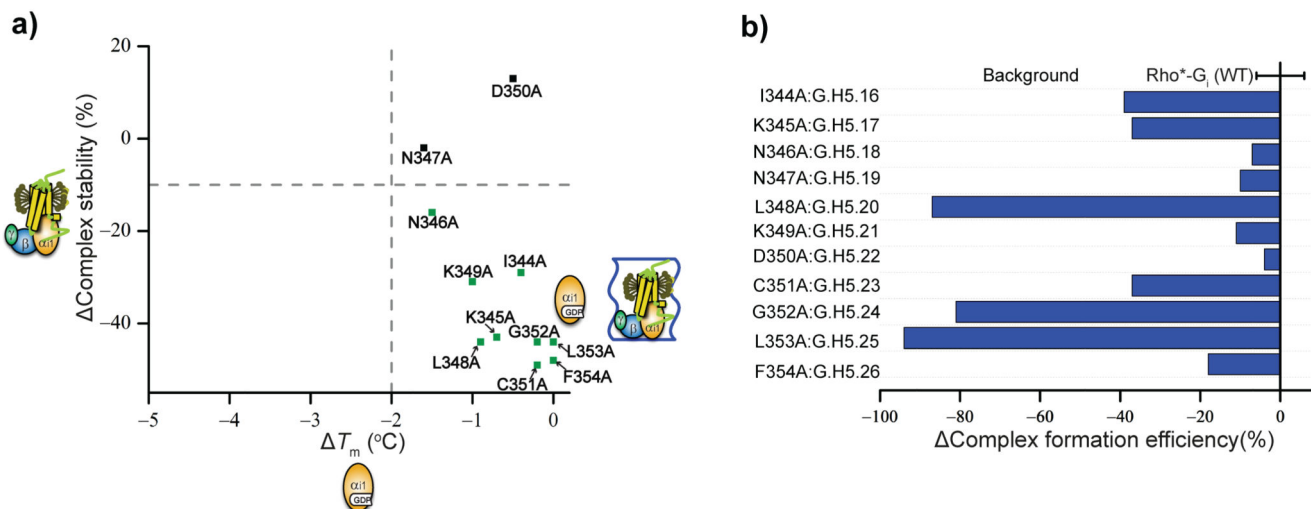 a)
20
0
−20
−40
ΔComplex stability (%)
D350A
N347A
N346A
K349A
I344A
K345A
G352A
L348A
L353A
C351A
F354A
−5 −4 −3 −2 −1 0
ΔTm (°C)
γ β αi1
αi1
GDP
γ β αi1
αi1
GDP
b)
Background Rho*-Gi (WT)
I344A:G.H5.16
K345A:G.H5.17
N346A:G.H5.18
N347A:G.H5.19
L348A:G.H5.20
K349A:G.H5.21
D350A:G.H5.22
C351A:G.H5.23
G352A:G.H5.24
L353A:G.H5.25
F354A:G.H5.26
−100 −80 −60 −40 −20 0
ΔComplex formation efficiency(%)